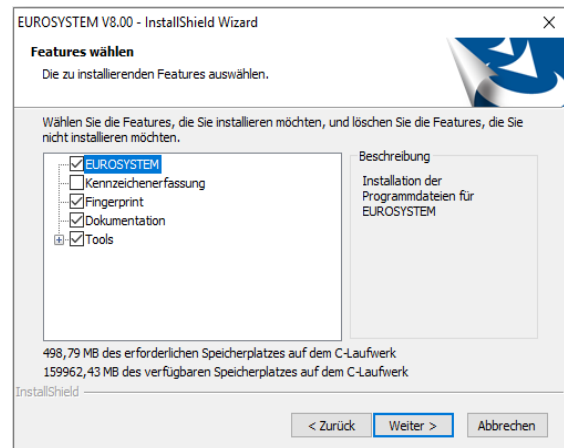 EUROSYSTEM V8.00 - InstallShield Wizard
Features wählen
Die zu installierenden Features auswählen.
Wählen Sie die Features, die Sie installieren möchten, und löschen Sie die Features, die Sie
nicht installieren möchten.
EUROSYSTEM
Kennzeichenerfassung
Fingerprint
Dokumentation
Tools
Beschreibung
Installation der
Programmdateien für
EUROSYSTEM
498,79 MB des erforderlichen Speicherplatzes auf dem C-Laufwerk
159962,43 MB des verfügbaren Speicherplatzes auf dem C-Laufwerk
InstallShield
< Zurück
Weiter >
Abbrechen